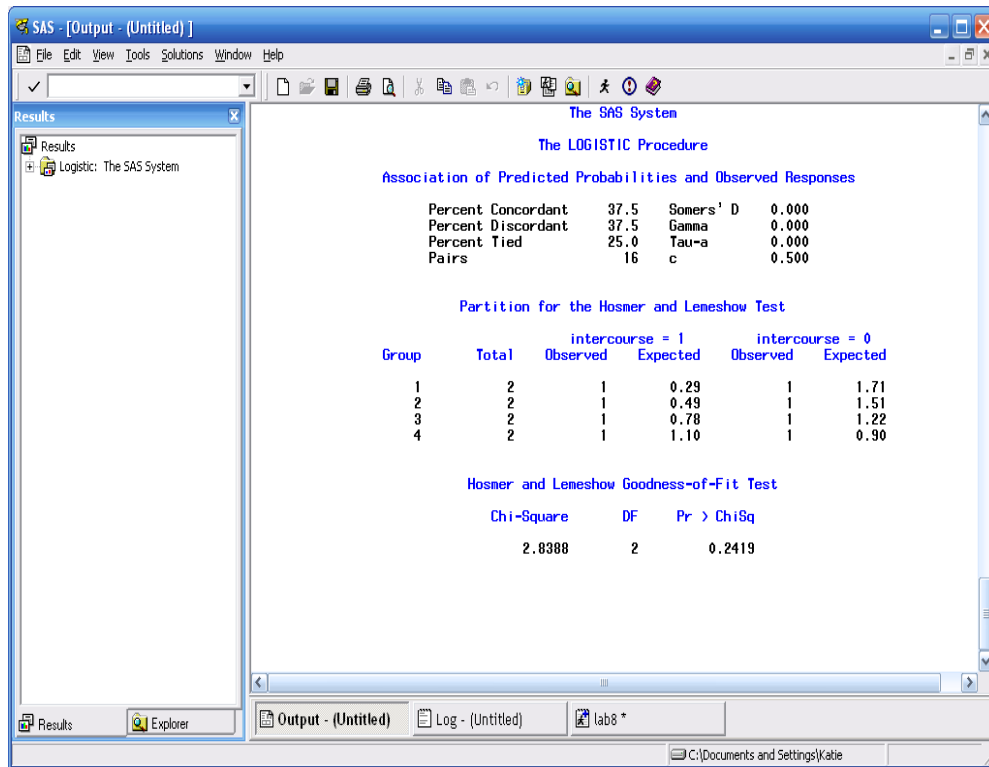 SAS - [Output - (Untitled) ]
File Edit View Tools Solutions Window Help
Results
Results
Logistic: The SAS System
The SAS System
The LOGISTIC Procedure
Association of Predicted Probabilities and Observed Responses
Percent Concordant 37.5 Somers' D 0.000
Percent Discordant 37.5 Gamma 0.000
Percent Tied 25.0 Tau-a 0.000
Pairs 16 c 0.500
Partition for the Hosmer and Lemeshow Test
intercourse = 1 intercourse = 0
Group Total Observed Expected Observed Expected
1 2 1 0.29 1 1.71
2 2 1 0.49 1 1.51
3 2 1 0.78 1 1.22
4 2 1 1.10 1 0.90
Hosmer and Lemeshow Goodness-of-Fit Test
Chi-Square DF Pr > ChiSq
2.8388 2 0.2419
Results Explorer
Output - (Untitled) Log - (Untitled) lab8 *
C:\Documents and Settings\Katie